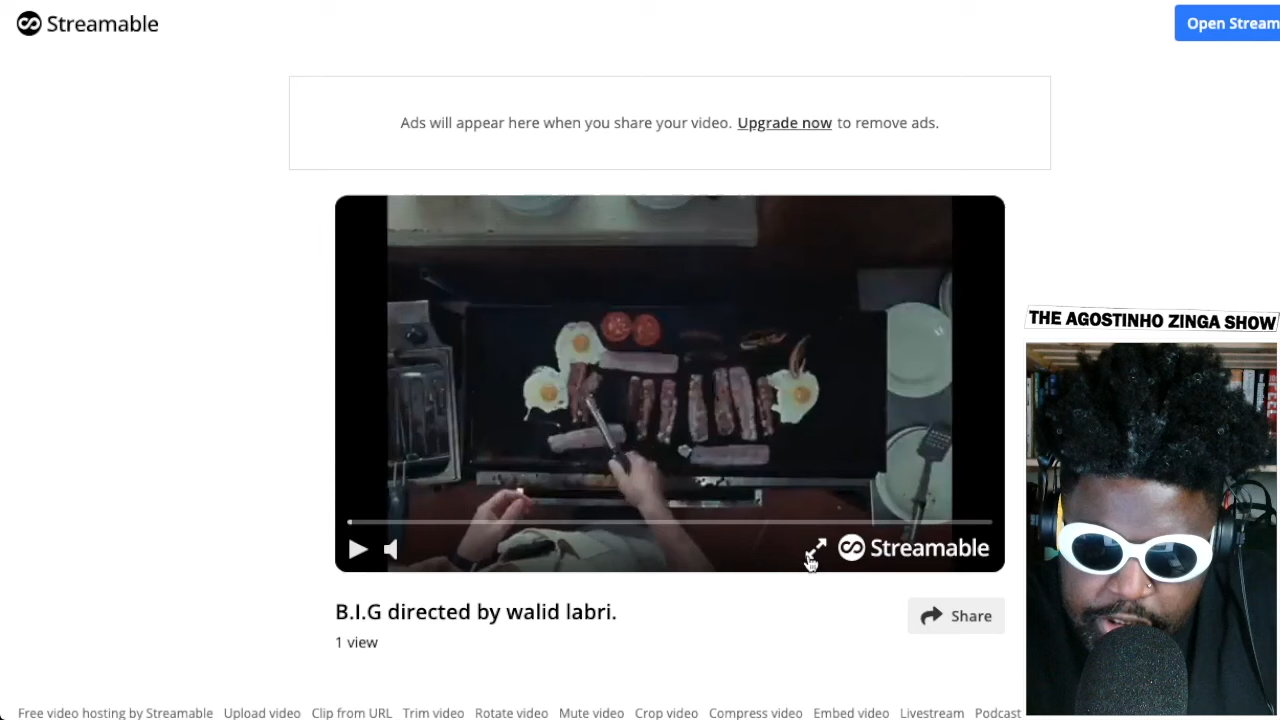 Streamable
Open Stream
Ads will appear here when you share your video. Upgrade now to remove ads.
THE AGOSTINHO ZINGA SHOW
Streamable
B.I.G directed by walid labri.
Share
1 view
Free video hosting by Streamable Upload video Clip from URL Trim video Rotate video Mute video Crop video Compress video Embed video Livestream Podcast